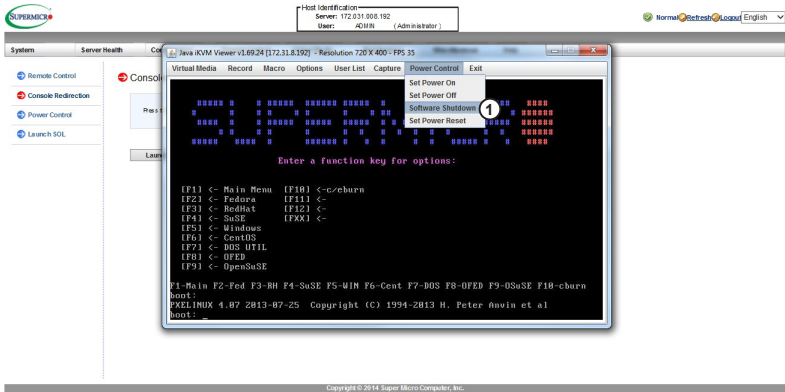 SUPERMICR
Host Identification
Server: 172.031.008.192
User: ADMIN (Administrator)
Normal Refresh Logout English
System Server Health Co
Remote Control
Console Redirection
Power Control
Launch SOL
Console
Press t
Laun
Java iKVM Viewer v1.69.24 [172.31.8.192] - Resolution 720 X 400 - FPS 35
Virtual Media Record Macro Options User List Capture Power Control Exit
Set Power On
Set Power Off
Software Shutdown
Set Power Reset
1
Enter a function key for options:
[F1] <- Main Menu [F10] <-c/eburn
[F2] <- Fedora [F11] <-
[F3] <- RedHat [F12] <-
[F4] <- SuSE [FXX] <-
[F5] <- Windows
[F6] <- CentOS
[F7] <- DOS UTIL
[F8] <- OFED
[F9] <- OpenSuSE
F1-Main F2-Fed F3-RH F4-SuSE F5-WIN F6-Cent F7-DOS F8-OFED F9-OSuSE F10-cburn
boot:
PXELINUX 4.07 2013-07-25 Copyright (C) 1994-2013 H. Peter Anvin et al
boot: _
Copyright © 2014 Super Micro Computer, Inc.